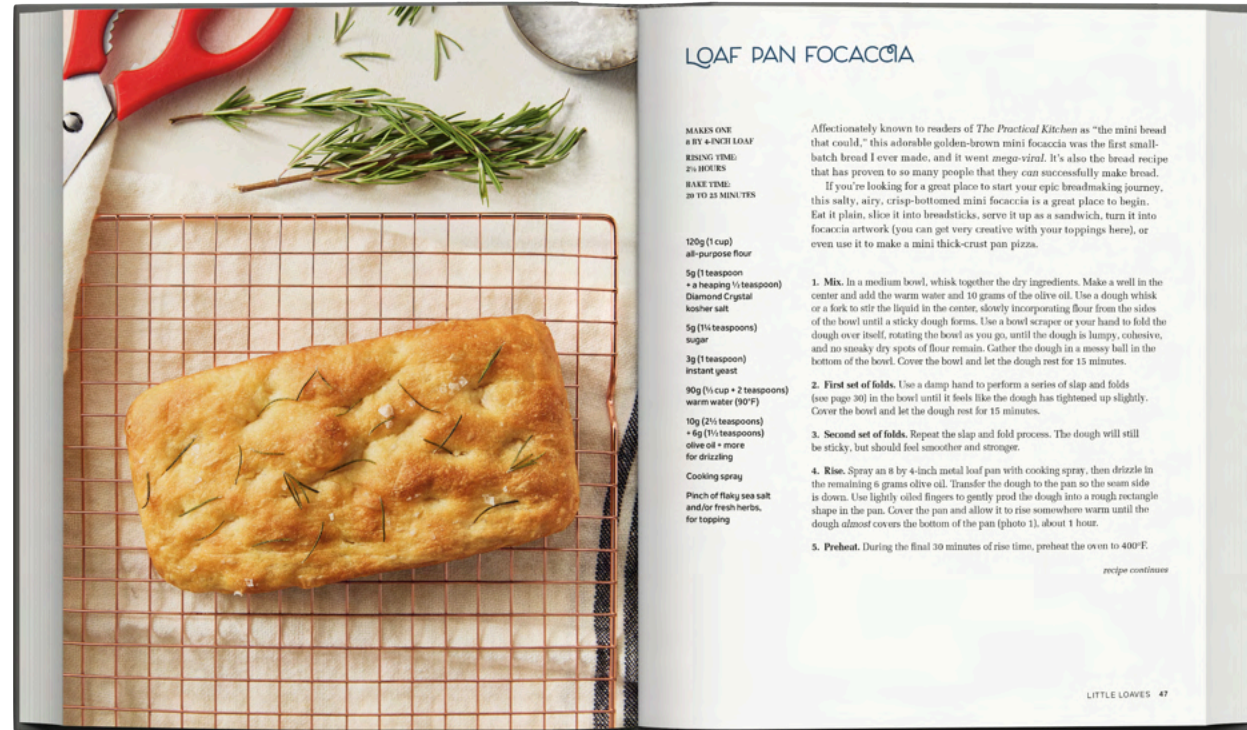 LOAF PAN FOCACCIA
MAKES ONE
8 BY 4-INCH LOAF
RISING TIME:
BAKE TIME:
20 TO 25 MINUTES
120g (1 cup)
all-purpose flour
5g (1 teaspoon
+ a heaping ½ teaspoon)
Diamond Crystal
kosher salt
5g (1¼ teaspoons)
sugar
3g (1 teaspoon)
instant yeast
90g (⅓ cup + 2 teaspoons)
warm water (90°F)
10g (2½ teaspoons)
+ 6g (1½ teaspoons)
olive oil + more
for drizzling
Cooking spray
Pinch of flaky sea salt
and/or fresh herbs,
for topping
Affectionately known to readers of The Practical Kitchen as “the mini bread
that could,” this adorable golden-brown mini focaccia was the first small-
batch bread I ever made, and it went mega-viral. It’s also the bread recipe
that has proven to so many people that they can successfully make bread.
If you’re looking for a great place to start your epic breadmaking journey,
this salty, airy, crisp-bottomed mini focaccia is a great place to begin.
Eat it plain, slice it into breadsticks, serve it up as a sandwich, turn it into
focaccia artwork (you can get very creative with your toppings here), or
even use it to make a mini thick-crust pan pizza.
1. Mix. In a medium bowl, whisk together the dry ingredients. Make a well in the
center and add the warm water and 10 grams of the olive oil. Use a dough whisk
or a fork to stir the liquid in the center, slowly incorporating flour from the sides
of the bowl until a sticky dough forms. Use a bowl scraper or your hand to fold the
dough over itself, rotating the bowl as you go, until the dough is lumpy, cohesive,
and no sneaky dry spots of flour remain. Gather the dough in a messy ball in the
bottom of the bowl. Cover the bowl and let the dough rest for 15 minutes.
2. First set of folds. Use a damp hand to perform a series of slap and folds
(see page 30) in the bowl until it feels like the dough has tightened up slightly.
Cover the bowl and let the dough rest for 15 minutes.
3. Second set of folds. Repeat the slap and fold process. The dough will still
be sticky, but should feel smoother and stronger.
4. Rise. Spray an 8 by 4-inch metal loaf pan with cooking spray, then drizzle in
the remaining 6 grams olive oil. Transfer the dough to the pan so the seam side
is down. Use lightly oiled fingers to gently prod the dough into a rough rectangle
shape in the pan. Cover the pan and allow it to rise somewhere warm until the
dough almost covers the bottom of the pan (photo 1), about 1 hour.
5. Preheat. During the final 30 minutes of rise time, preheat the oven to 400°F.
recipe continues
LITTLE LOAVES 47